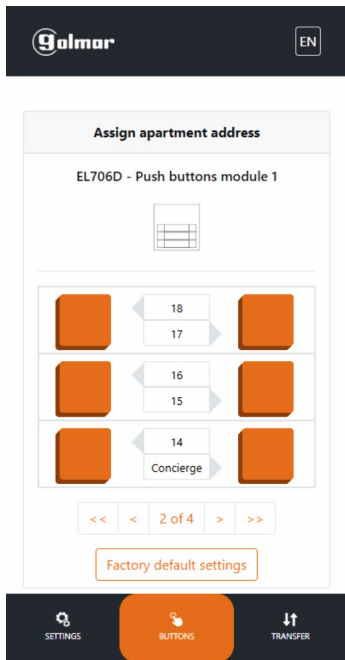 golmar
EN
Assign apartment address
EL706D - Push buttons module 1
18
17
16
15
14
Concierge
<< < 2 of 4 > >>
Factory default settings
SETTINGS BUTTONS TRANSFER